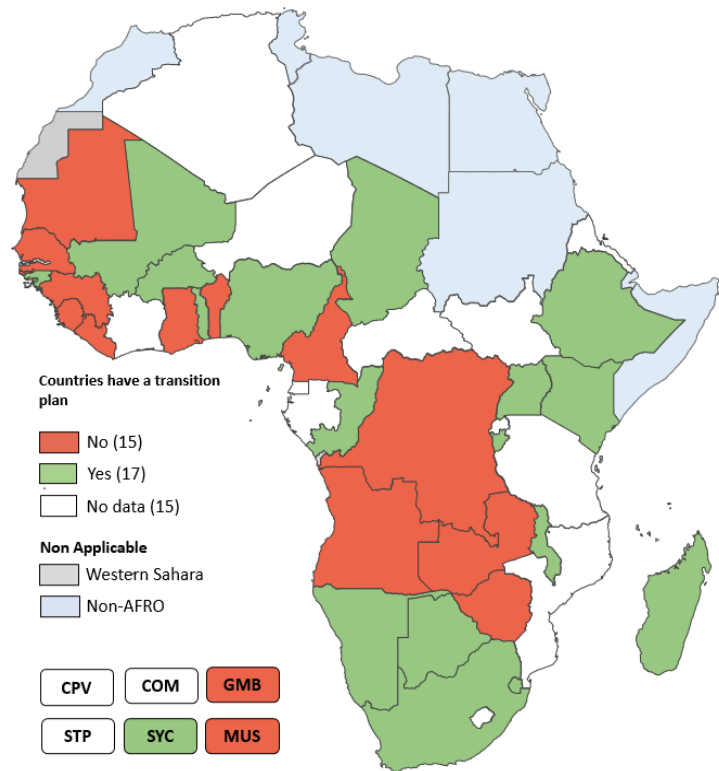 Countries have a transition
plan
No (15)
Yes (17)
No data (15)
Non Applicable
Western Sahara
Non-AFRO
CPV
COM
GMB
STP
SYC
MUS